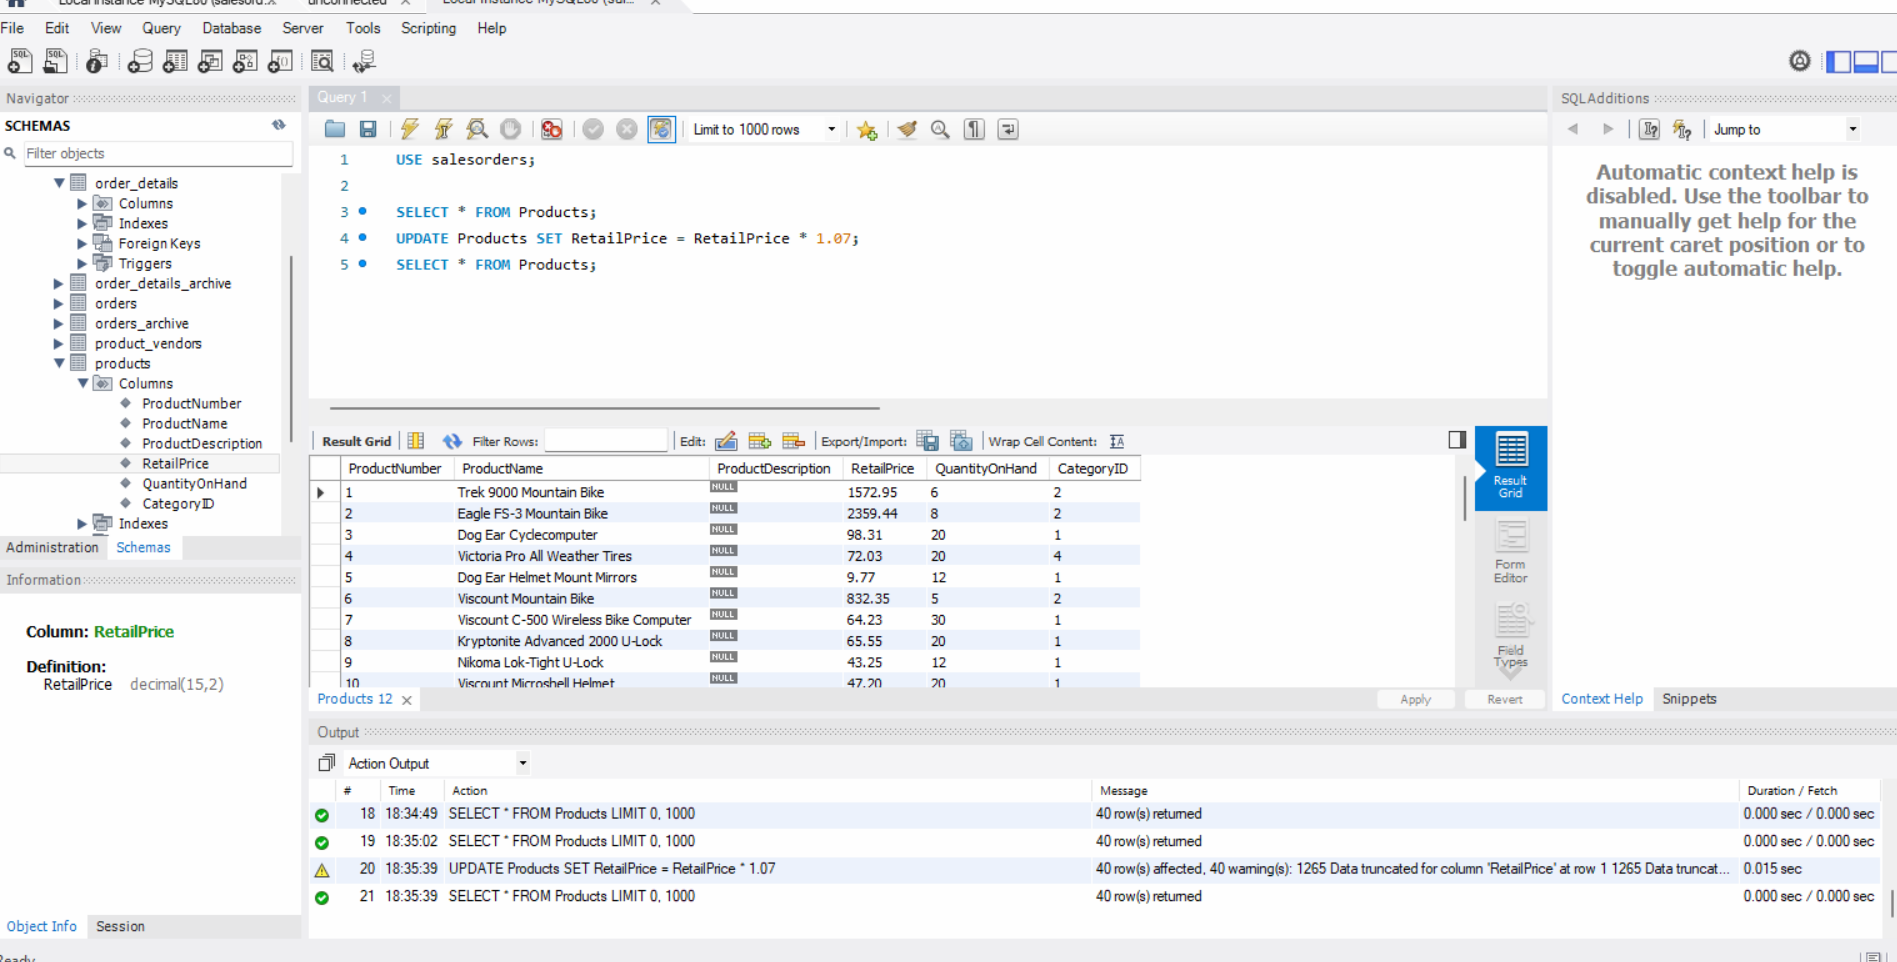 Local instance MySQL80 (salesord... ×
unconnected ×
Local instance MySQL80 (sal... ×
File Edit View Query Database Server Tools Scripting Help
Navigator
SCHEMAS
Filter objects
order_details
Columns
Indexes
Foreign Keys
Triggers
order_details_archive
orders
orders_archive
product_vendors
products
Columns
ProductNumber
ProductName
ProductDescription
RetailPrice
QuantityOnHand
CategoryID
Indexes
Administration Schemas
Information
Column: RetailPrice
Definition:
RetailPrice decimal(15,2)
Object Info Session
Query 1 ×
Limit to 1000 rows
1 USE salesorders;
2
3 SELECT * FROM Products;
4 UPDATE Products SET RetailPrice = RetailPrice * 1.07;
5 SELECT * FROM Products;
Result Grid Filter Rows: Edit: Export/Import: Wrap Cell Content:
ProductNumber ProductName ProductDescription RetailPrice QuantityOnHand CategoryID
1 Trek 9000 Mountain Bike NULL 1572.95 6 2
2 Eagle FS-3 Mountain Bike NULL 2359.44 8 2
3 Dog Ear Cyclecomputer NULL 98.31 20 1
4 Victoria Pro All Weather Tires NULL 72.03 20 4
5 Dog Ear Helmet Mount Mirrors NULL 9.77 12 1
6 Viscount Mountain Bike NULL 832.35 5 2
7 Viscount C-500 Wireless Bike Computer NULL 64.23 30 1
8 Kryptonite Advanced 2000 U-Lock NULL 65.55 20 1
9 Nikoma Lok-Tight U-Lock NULL 43.25 12 1
10 Viscount Microshell Helmet NULL 47.20 20 1
Result
Grid
Form
Editor
Field
Types
Products 12 ×
Apply Revert
SQLAdditions
Jump to
Automatic context help is
disabled. Use the toolbar to
manually get help for the
current caret position or to
toggle automatic help.
Context Help Snippets
Output
Action Output
# Time Action Message Duration / Fetch
18 18:34:49 SELECT * FROM Products LIMIT 0, 1000 40 row(s) returned 0.000 sec / 0.000 sec
19 18:35:02 SELECT * FROM Products LIMIT 0, 1000 40 row(s) returned 0.000 sec / 0.000 sec
20 18:35:39 UPDATE Products SET RetailPrice = RetailPrice * 1.07 40 row(s) affected, 40 warning(s): 1265 Data truncated for column 'RetailPrice' at row 1 1265 Data truncat... 0.015 sec
21 18:35:39 SELECT * FROM Products LIMIT 0, 1000 40 row(s) returned 0.000 sec / 0.000 sec
Ready